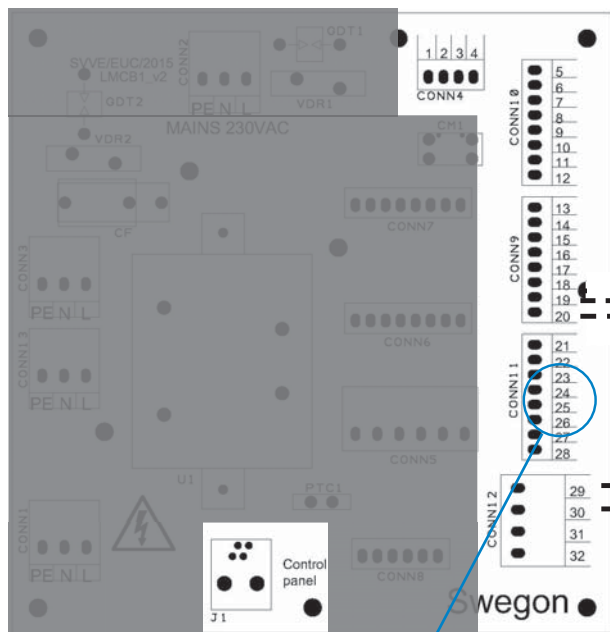 SVVE/EUC/2015
LMCB1_v2
CONN2
GDT1
PE N L
VDR1
MAINS 230VAC
GDT2
VDR2
1 2 3 4
CONN4
CM1
CONN10
5
6
7
8
9
10
11
12
CF
CONN7
CONN9
13
14
15
16
17
18
19
20
CONN3
PE N L
CONN13
PE N L
CONN6
CONN11
21
22
23
24
25
26
27
28
CONN5
U1
PTC1
CONN12
29
30
31
32
CONN1
PE N L
J1
Control
panel
CONN8
Swegon